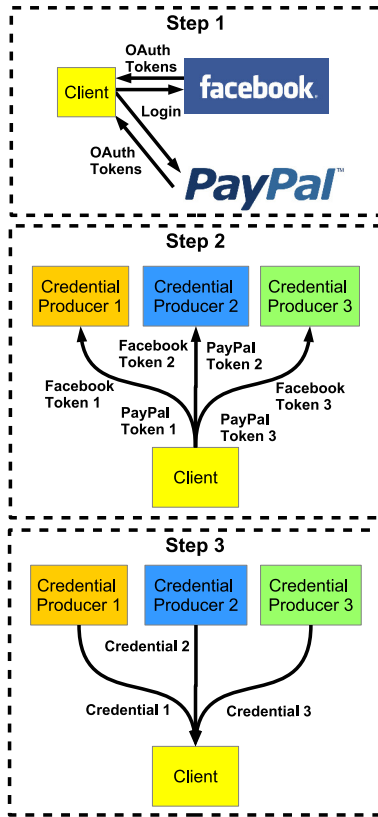 Step 1
OAuth
Tokens
Client
facebook.
Login
OAuth
Tokens
PayPal™
Step 2
Credential
Producer 1
Credential
Producer 2
Credential
Producer 3
Facebook
Token 2
PayPal
Token 2
Facebook
Token 1
Facebook
Token 3
PayPal
Token 1
PayPal
Token 3
Client
Step 3
Credential
Producer 1
Credential
Producer 2
Credential
Producer 3
Credential 2
Credential 1
Credential 3
Client